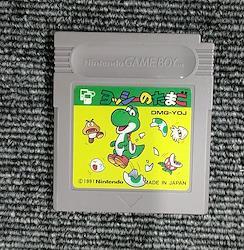 Nintendo GAME BOY
ヨッシーのたまご
DMG-YOJ
©1991 Nintendo
MADE IN JAPAN